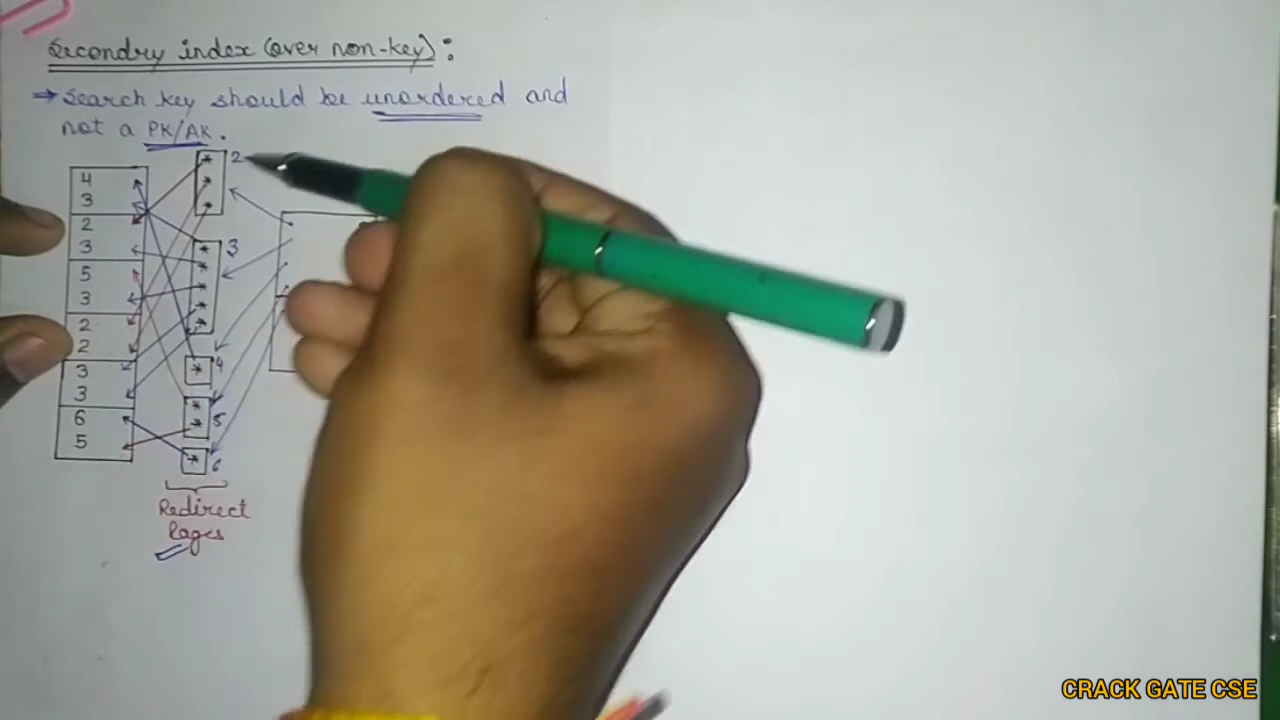 Secondry index (over non-key):
⇒ Search key should be unordered and
not a PK/AK.
4
3
2
3
5
3
2
2
3
3
6
5
2
3
4
5
6
Redirect
Pages
CRACK GATE CSE